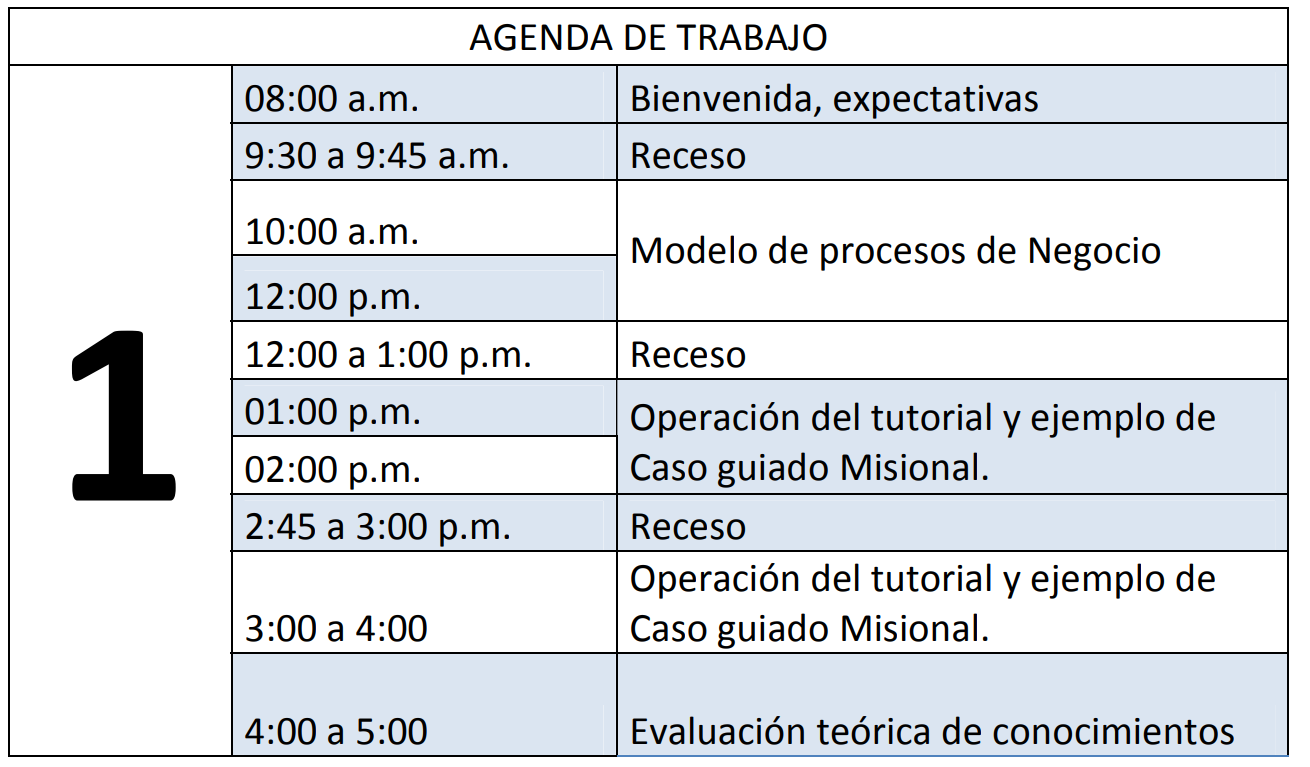 AGENDA DE TRABAJO
1
08:00 a.m.
Bienvenida, expectativas
9:30 a 9:45 a.m.
Receso
10:00 a.m.
12:00 p.m.
Modelo de procesos de Negocio
12:00 a 1:00 p.m.
Receso
01:00 p.m.
02:00 p.m.
Operación del tutorial y ejemplo de
Caso guiado Misional.
2:45 a 3:00 p.m.
Receso
3:00 a 4:00
Operación del tutorial y ejemplo de
Caso guiado Misional.
4:00 a 5:00
Evaluación teórica de conocimientos